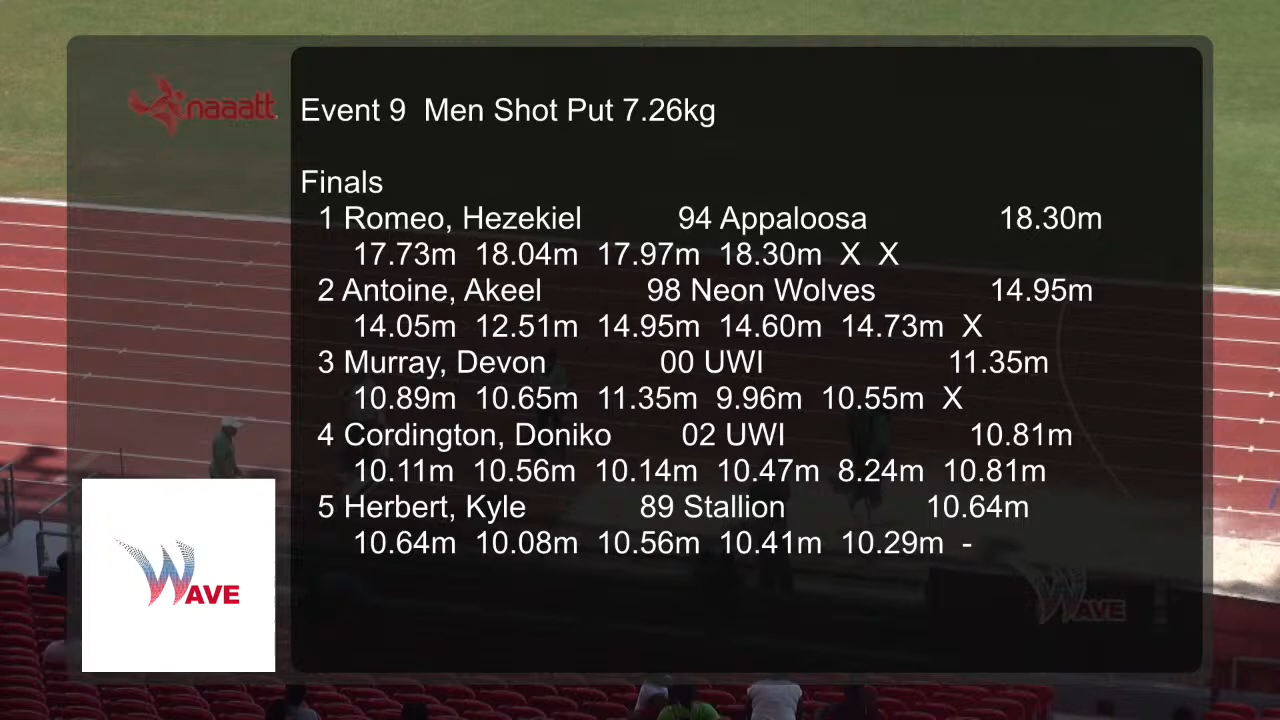 naaatt
Event 9 Men Shot Put 7.26kg
Finals
1 Romeo, Hezekiel 94 Appaloosa 18.30m
17.73m 18.04m 17.97m 18.30m X X
2 Antoine, Akeel 98 Neon Wolves 14.95m
14.05m 12.51m 14.95m 14.60m 14.73m X
3 Murray, Devon 00 UWI 11.35m
10.89m 10.65m 11.35m 9.96m 10.55m X
4 Cordington, Doniko 02 UWI 10.81m
10.11m 10.56m 10.14m 10.47m 8.24m 10.81m
5 Herbert, Kyle 89 Stallion 10.64m
10.64m 10.08m 10.56m 10.41m 10.29m -
WAVE
WAVE